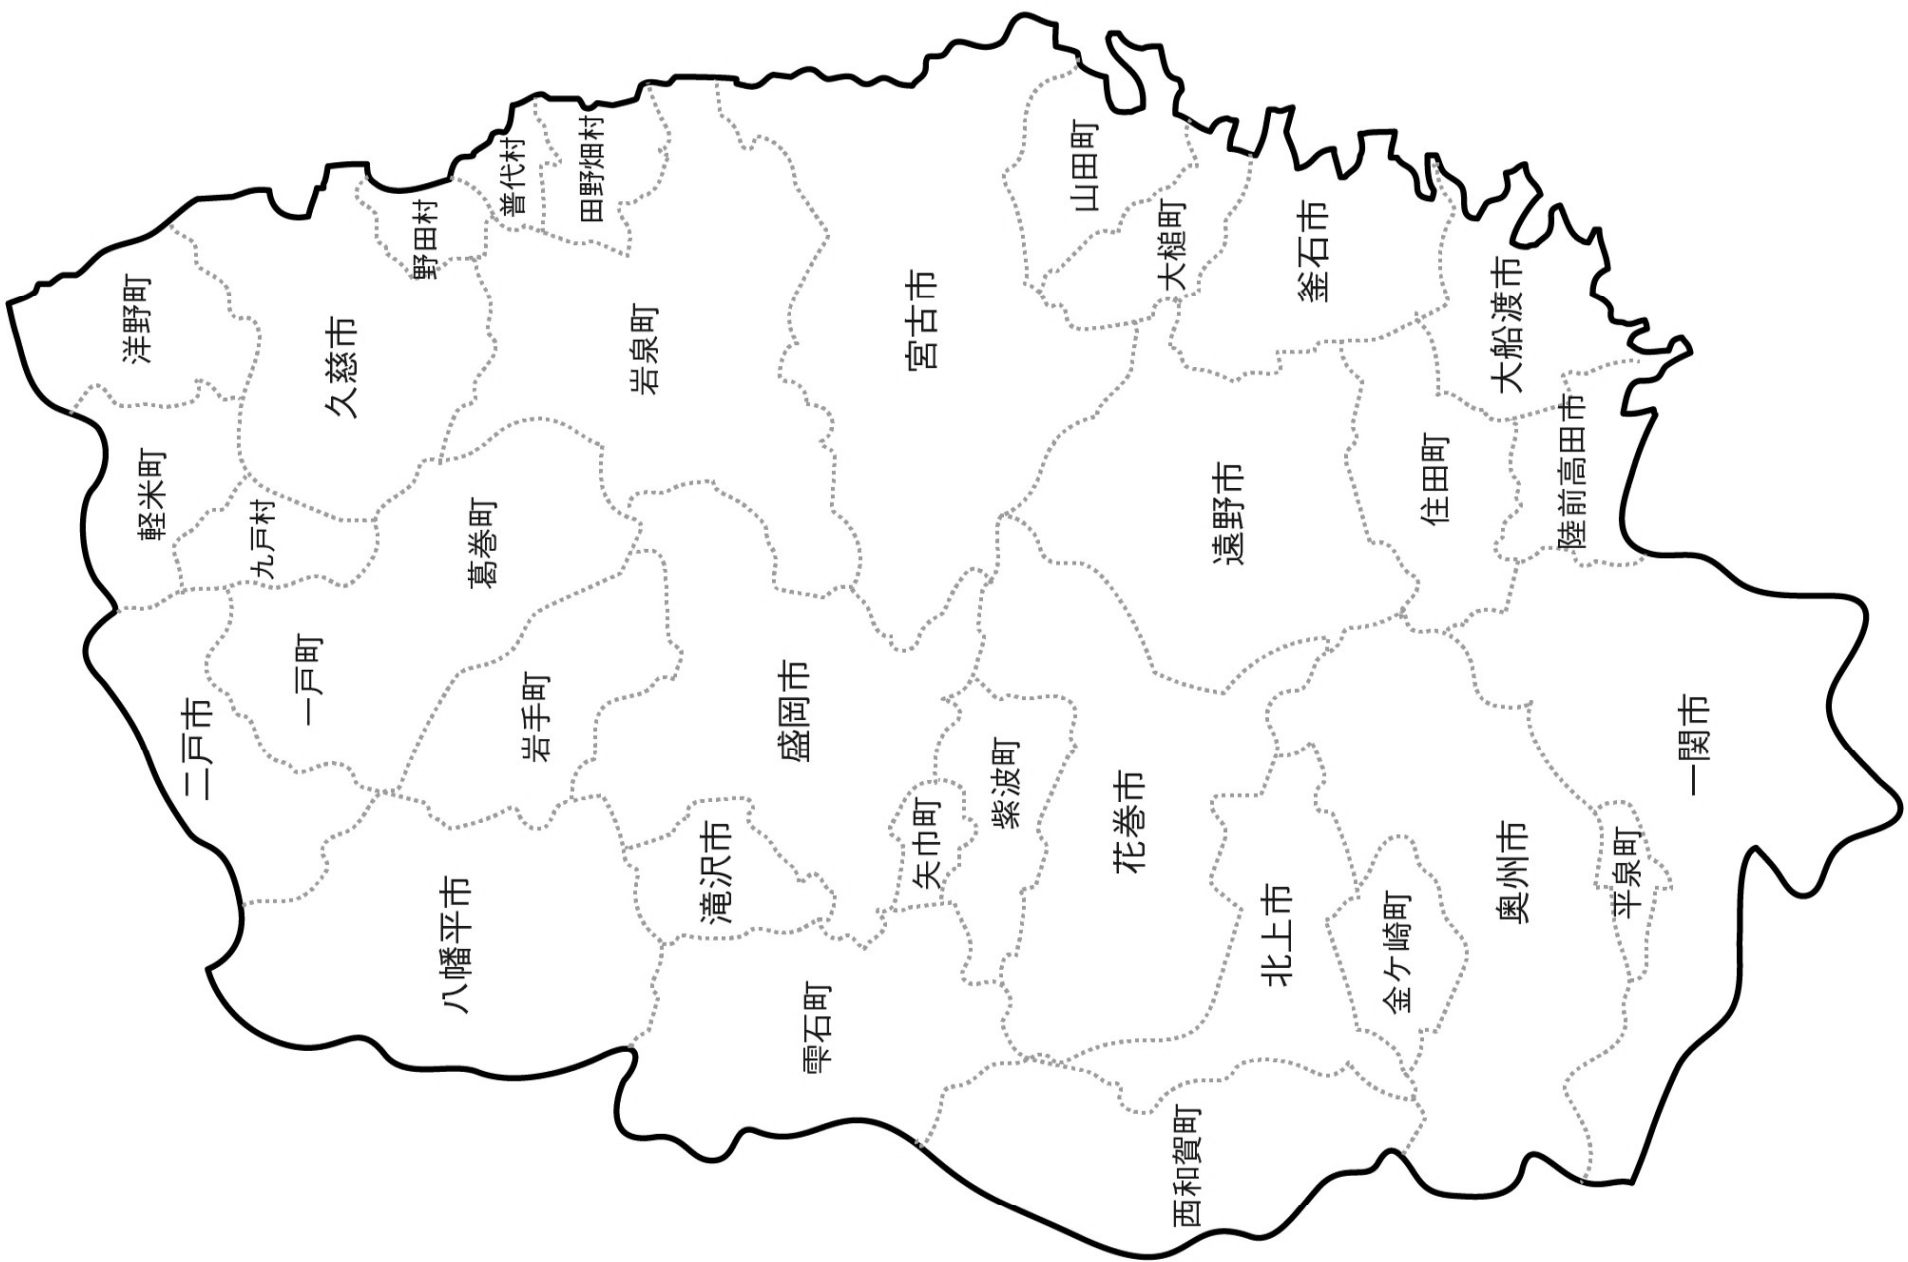 洋野町
軽米町
二戸市
九戸村
一戸町
久慈市
野田村
普代村
田野畑村
葛巻町
岩手町
八幡平市
岩泉町
滝沢市
盛岡市
雫石町
宮古市
矢巾町
紫波町
山田町
大槌町
花巻市
遠野市
釜石市
西和賀町
北上市
金ケ崎町
住田町
大船渡市
陸前高田市
奥州市
平泉町
一関市